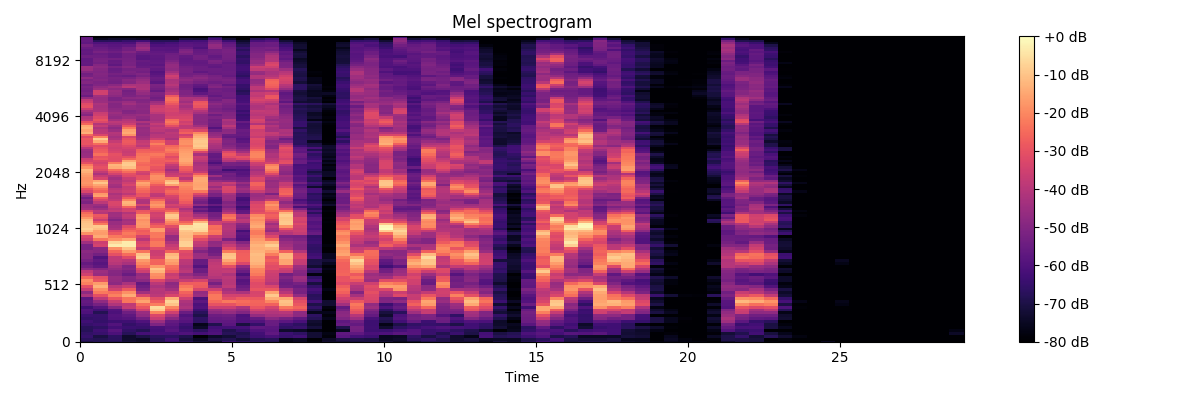 Mel spectrogram
+0 dB
8192
-10 dB
4096
-20 dB
-30 dB
2048
Hz
-40 dB
1024
-50 dB
512
-60 dB
-70 dB
0
-80 dB
0 5 10 15 20 25
Time